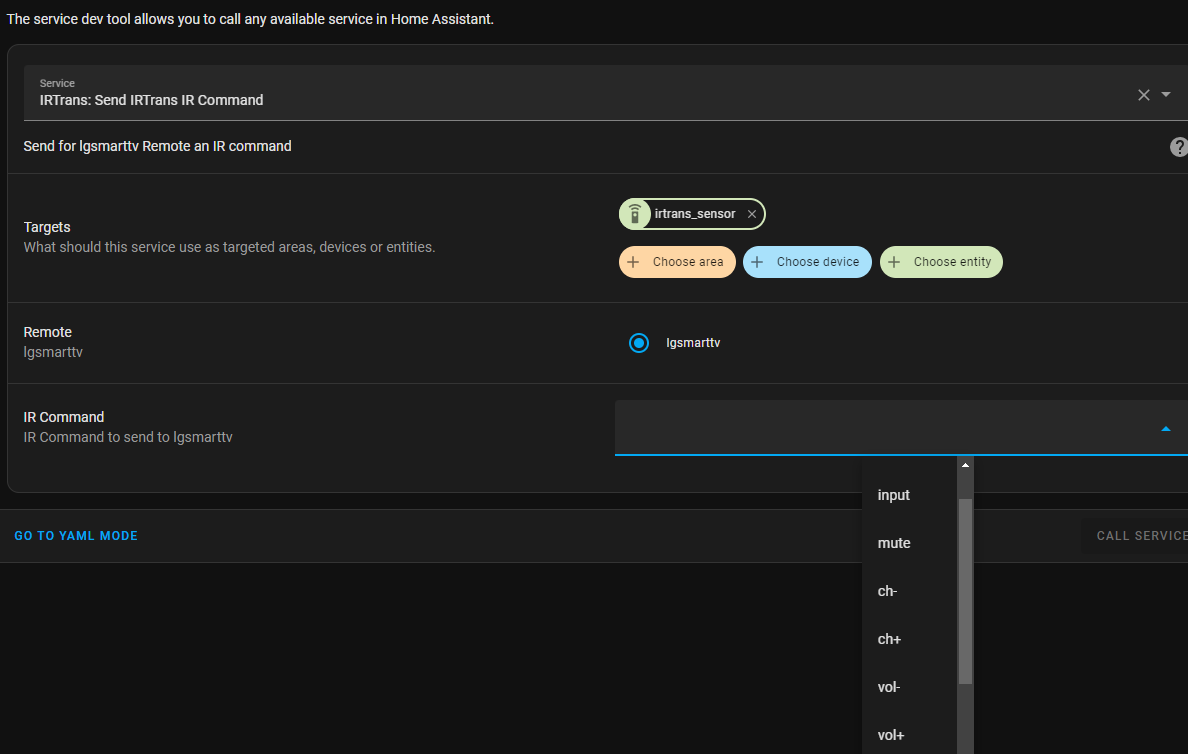 The service dev tool allows you to call any available service in Home Assistant.
Service
IRTrans: Send IRTrans IR Command
Send for lgsmarttv Remote an IR command
Targets
What should this service use as targeted areas, devices or entities.
irtrans_sensor
Choose area
Choose device
Choose entity
Remote
lgsmarttv
lgsmarttv
IR Command
IR Command to send to lgsmarttv
input
mute
ch-
ch+
vol-
vol+
GO TO YAML MODE
CALL SERVICE